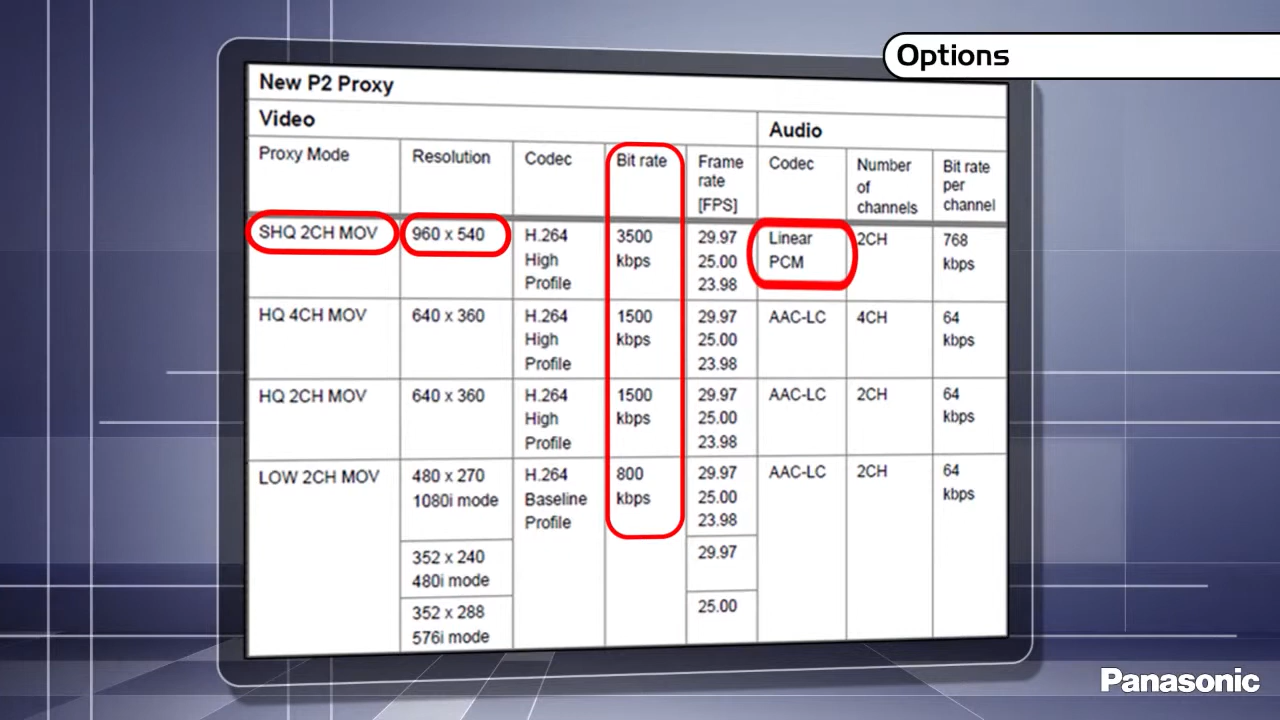 Options
New P2 Proxy
Video
Audio
Proxy Mode
Resolution
Codec
Bit rate
Frame
rate
[FPS]
Codec
Number
of
channels
Bit rate
per
channel
SHQ 2CH MOV
960 x 540
H.264
High
Profile
3500
kbps
29.97
25.00
23.98
Linear
PCM
2CH
768
kbps
HQ 4CH MOV
640 x 360
H.264
High
Profile
1500
kbps
29.97
25.00
23.98
AAC-LC
4CH
64
kbps
HQ 2CH MOV
640 x 360
H.264
High
Profile
1500
kbps
29.97
25.00
23.98
AAC-LC
2CH
64
kbps
LOW 2CH MOV
480 x 270
1080i mode
H.264
Baseline
Profile
800
kbps
29.97
25.00
23.98
AAC-LC
2CH
64
kbps
352 x 240
480i mode
29.97
352 x 288
576i mode
25.00
Panasonic